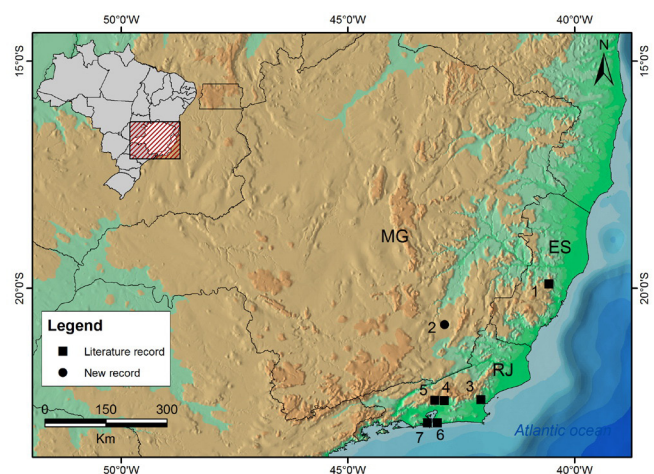 50°0'W
45°0'W
40°0'W
15°0'S
N
15°0'S
MG
ES
1
20°0'S
20°0'S
2
Legend
Literature record
New record
RJ
5
4
3
0
150
300
Km
7
6
Atlantic ocean
50°0'W
45°0'W
40°0'W